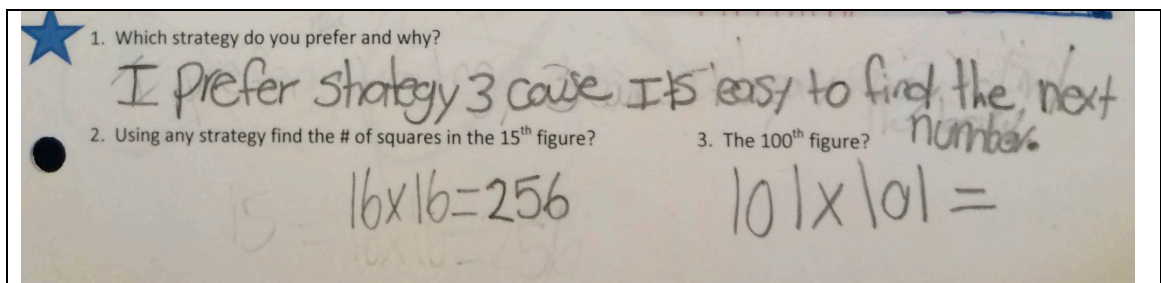 1. Which strategy do you prefer and why?
I prefer strategy 3 cause It's easy to find the next
number.
2. Using any strategy find the # of squares in the 15th figure?
3. The 100th figure?
16x16=256
101x101=